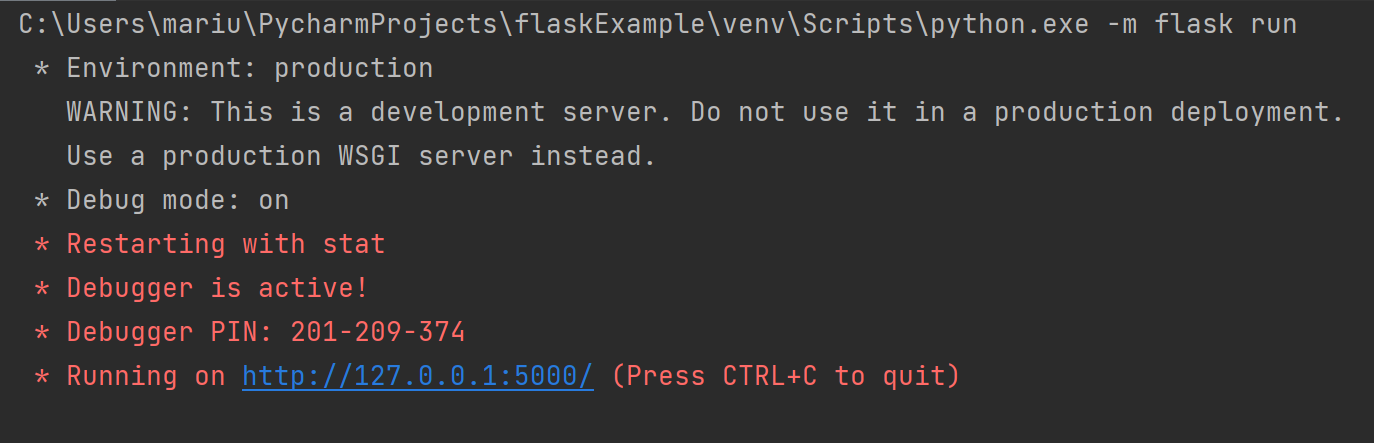 C:\Users\mariu\PycharmProjects\flaskExample\venv\Scripts\python.exe -m flask run
* Environment: production
WARNING: This is a development server. Do not use it in a production deployment.
Use a production WSGI server instead.
* Debug mode: on
* Restarting with stat
* Debugger is active!
* Debugger PIN: 201-209-374
* Running on http://127.0.0.1:5000/ (Press CTRL+C to quit)